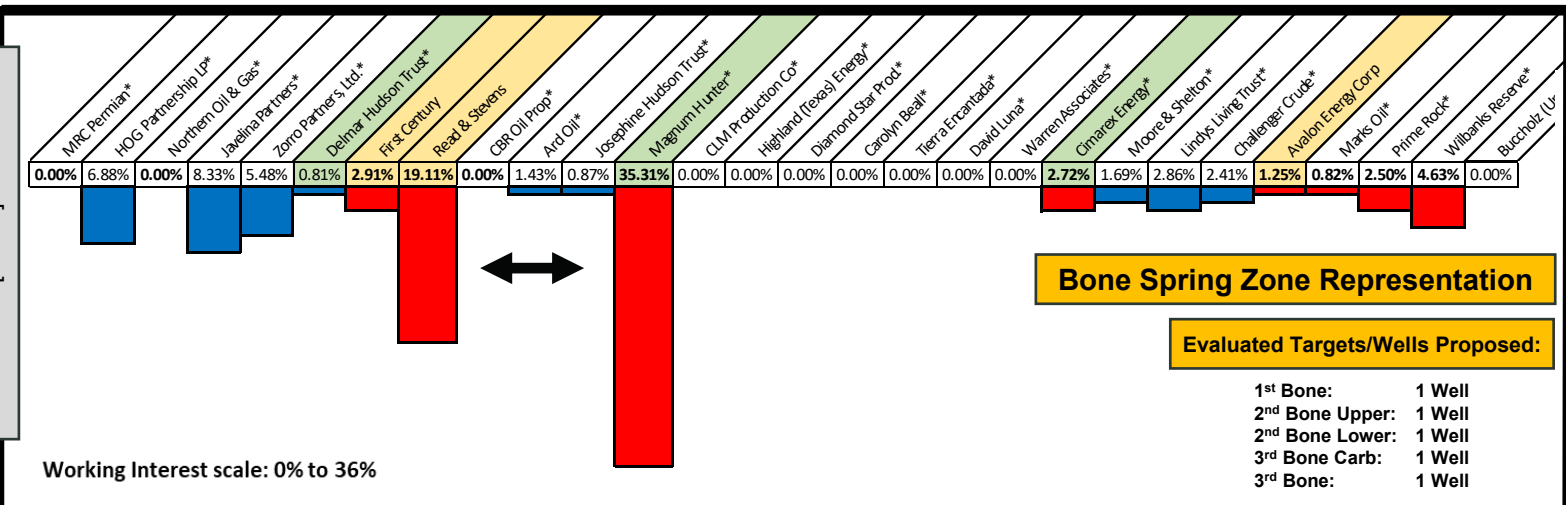 MRC Permian*
HOG Partnership LP*
Northern Oil & Gas*
Javelina Partners*
Zorro Partners, Ltd.*
Delmar Hudson Trust*
First Century
Read & Stevens
CBR Oil Prop*
Ard Oil*
Josephine Hudson Trust*
Magnum Hunter*
CLM Production Co*
Highland (Texas) Energy*
Diamond Star Prod.*
Carolyn Beall*
Tierra Encantada*
David Luna*
Warren Associates*
Cimarex Energy*
Moore & Shelton*
Lindys Living Trust*
Challenger Crude*
Avalon Energy Corp
Marks Oil*
Prime Rock*
Willbanks Reserve*
Buccholz (Un
0.00% 6.88% 0.00% 8.33% 5.48% 0.81% 2.91% 19.11% 0.00% 1.43% 0.87% 35.31% 0.00% 0.00% 0.00% 0.00% 0.00% 0.00% 0.00% 2.72% 1.69% 2.86% 2.41% 1.25% 0.82% 2.50% 4.63% 0.00%
Bone Spring Zone Representation
Evaluated Targets/Wells Proposed:
1st Bone: 1 Well
2nd Bone Upper: 1 Well
2nd Bone Lower: 1 Well
3rd Bone Carb: 1 Well
3rd Bone: 1 Well
Working Interest scale: 0% to 36%